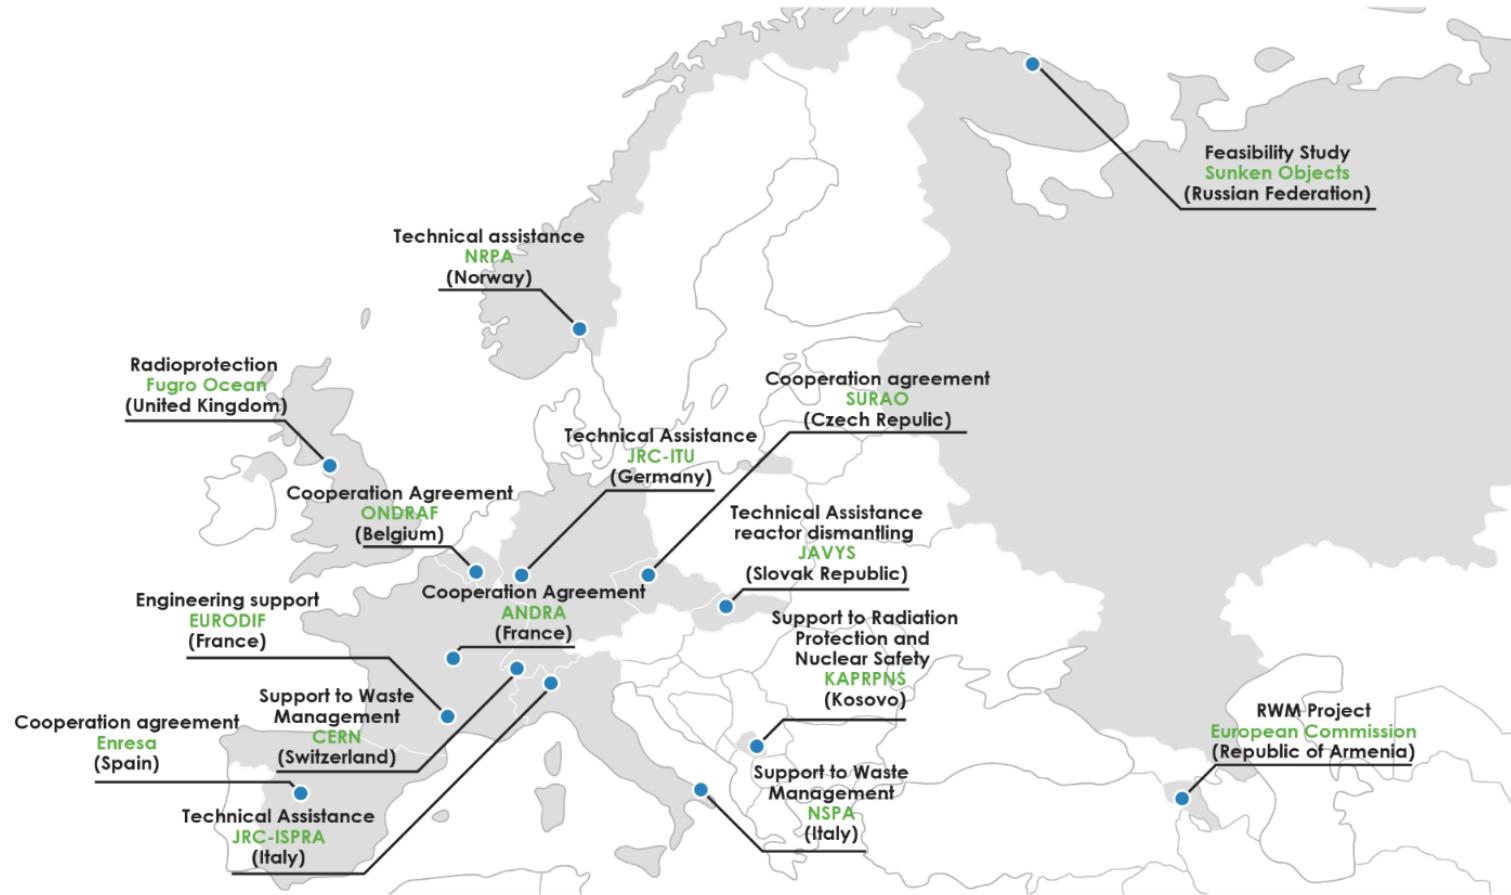 Feasibility Study
Sunken Objects
(Russian Federation)
Technical assistance
NRPA
(Norway)
Radioprotection
Fugro Ocean
(United Kingdom)
Cooperation agreement
SURAO
(Czech Repulic)
Technical Assistance
JRC-ITU
(Germany)
Cooperation Agreement
ONDRAF
(Belgium)
Technical Assistance
reactor dismantling
JAVYS
(Slovak Republic)
Cooperation Agreement
ANDRA
(France)
Engineering support
EURODIF
(France)
Support to Radiation
Protection and
Nuclear Safety
KAPRPNS
(Kosovo)
Support to Waste
Management
CERN
(Switzerland)
Cooperation agreement
Enresa
(Spain)
RWM Project
European Commission
(Republic of Armenia)
Support to Waste
Management
NSPA
(Italy)
Technical Assistance
JRC-ISPRA
(Italy)